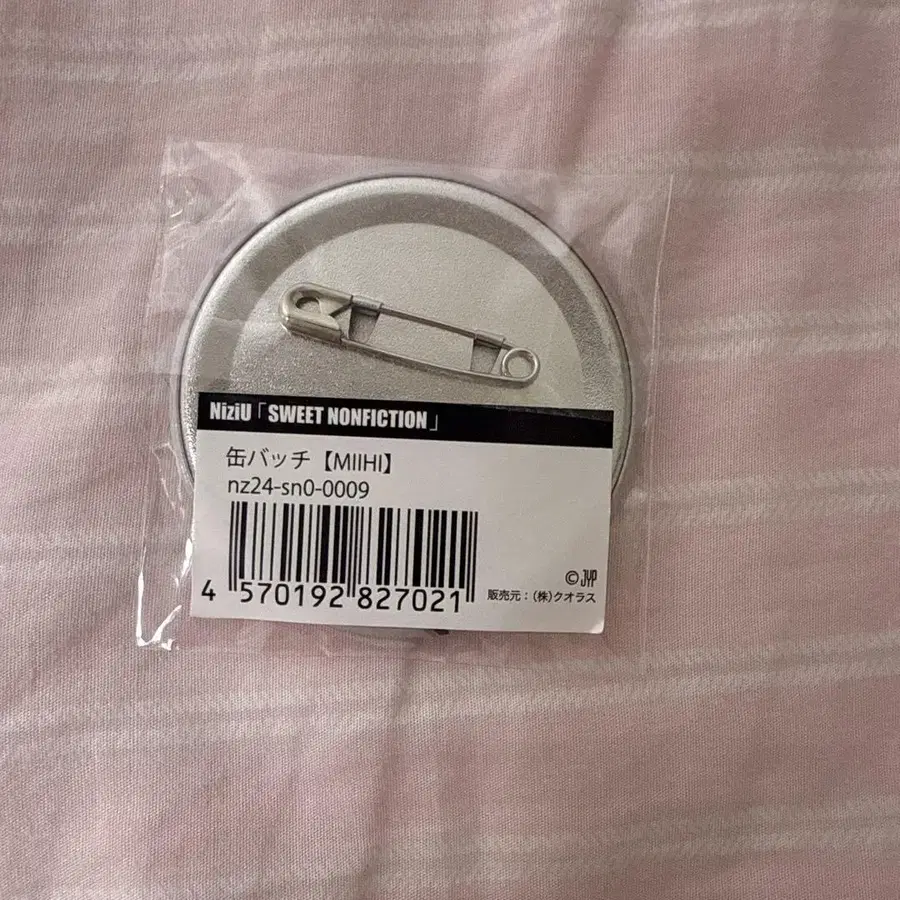 NiziU「SWEET NONFICTION」
缶バッチ【MIIHI】
nz24-sn0-0009
4 570192 827021
©JYP
販売元：(株)クオラス